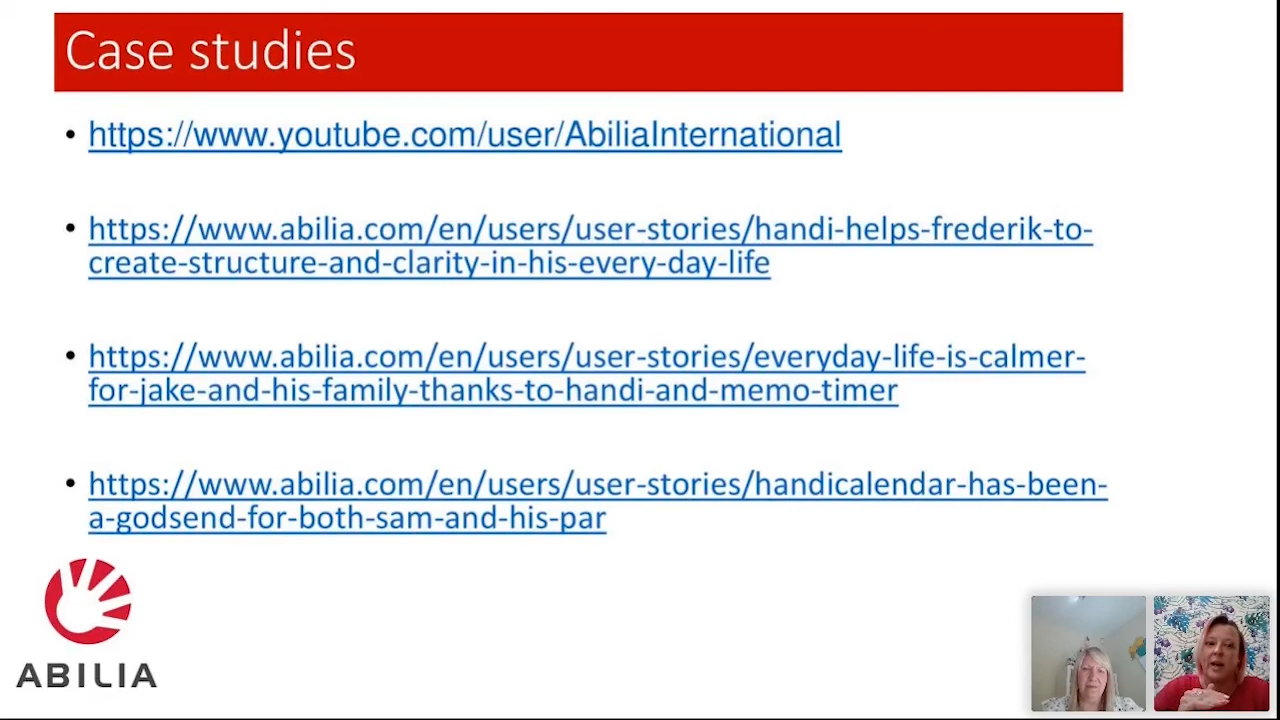 Case studies
• https://www.youtube.com/user/AbiliaInternational
• https://www.abilia.com/en/users/user-stories/handi-helps-frederik-to-
create-structure-and-clarity-in-his-every-day-life
• https://www.abilia.com/en/users/user-stories/everyday-life-is-calmer-
for-jake-and-his-family-thanks-to-handi-and-memo-timer
• https://www.abilia.com/en/users/user-stories/handicalendar-has-been-
a-godsend-for-both-sam-and-his-par
ABILIA